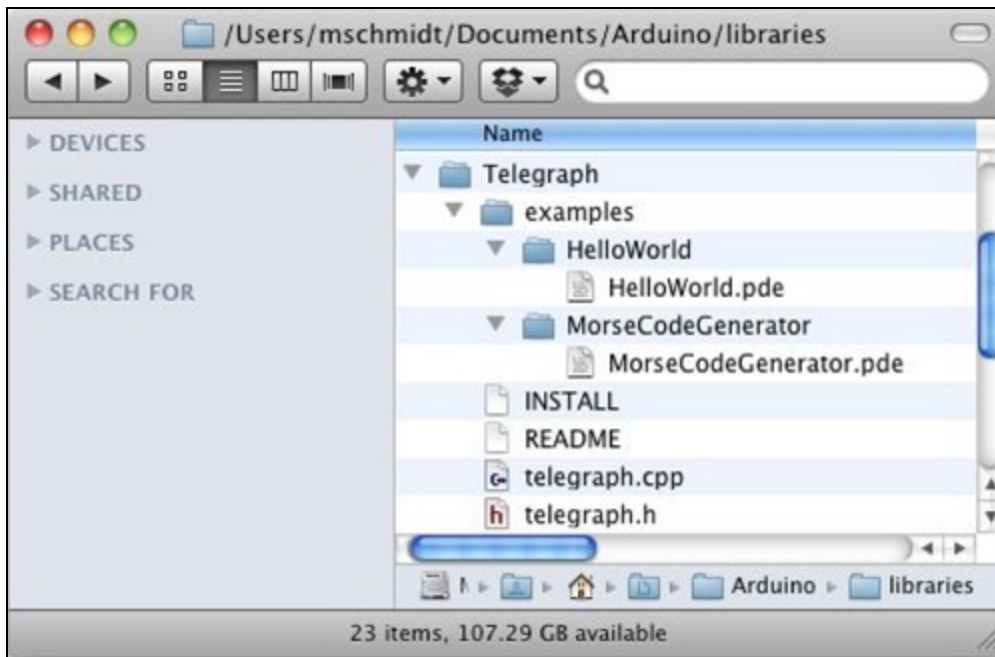 /Users/mschmidt/Documents/Arduino/libraries
DEVICES
SHARED
PLACES
SEARCH FOR
Name
Telegraph
examples
HelloWorld
HelloWorld.pde
MorseCodeGenerator
MorseCodeGenerator.pde
INSTALL
README
telegraph.cpp
telegraph.h
Arduino libraries
23 items, 107.29 GB available